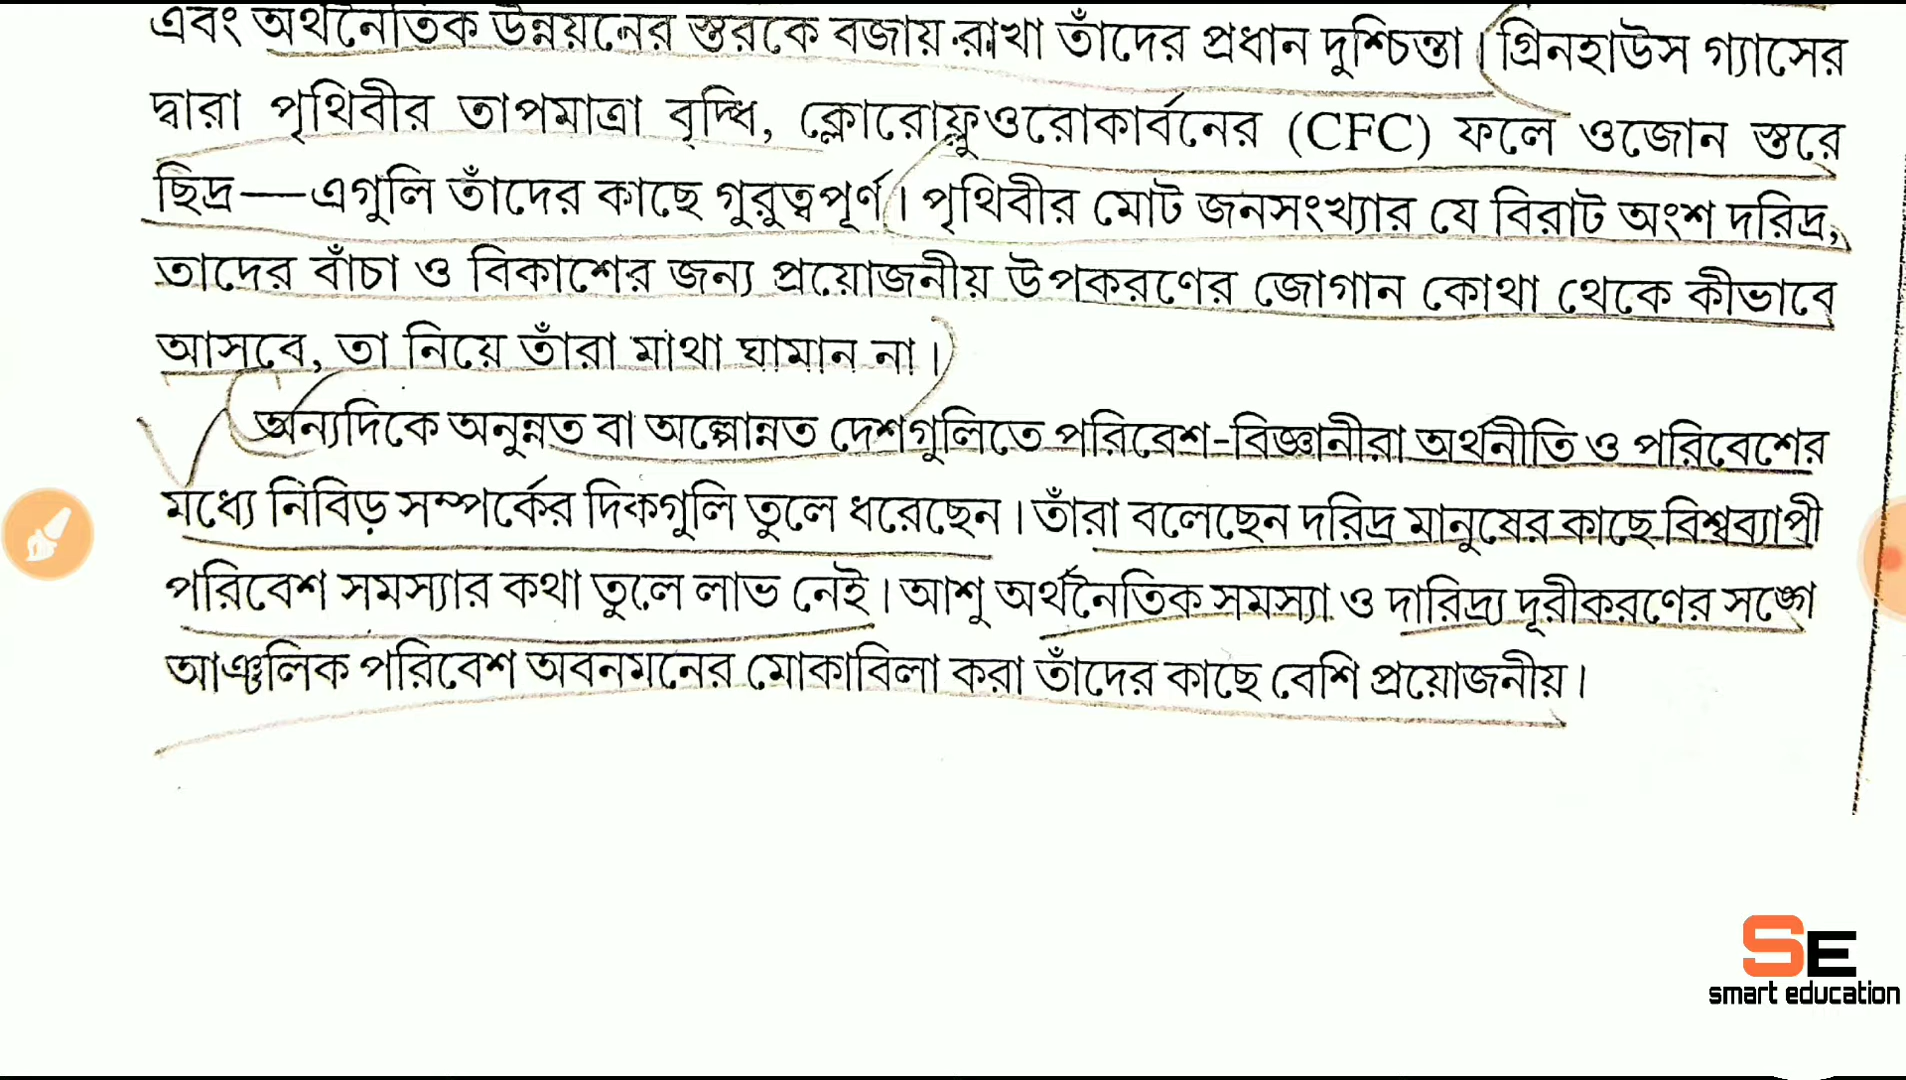 এবং অর্থনৈতিক উন্নয়নের স্তরকে বজায় রাখা তাঁদের প্রধান দুশ্চিন্তা। গ্রিনহাউস গ্যাসের
দ্বারা পৃথিবীর তাপমাত্রা বৃদ্ধি, ক্লোরোফ্লুওরোকার্বনের (CFC) ফলে ওজোন স্তরে
ছিদ্র—এগুলি তাঁদের কাছে গুরুত্বপূর্ণ। পৃথিবীর মোট জনসংখ্যার যে বিরাট অংশ দরিদ্র,
তাদের বাঁচা ও বিকাশের জন্য প্রয়োজনীয় উপকরণের জোগান কোথা থেকে কীভাবে
আসবে, তা নিয়ে তাঁরা মাথা ঘামান না।
অন্যদিকে অনুন্নত বা অল্পোন্নত দেশগুলিতে পরিবেশ-বিজ্ঞানীরা অর্থনীতি ও পরিবেশের
মধ্যে নিবিড় সম্পর্কের দিকগুলি তুলে ধরেছেন। তাঁরা বলেছেন দরিদ্র মানুষের কাছে বিশ্বব্যাপী
পরিবেশ সমস্যার কথা তুলে লাভ নেই। আশু অর্থনৈতিক সমস্যা ও দারিদ্র্য দূরীকরণের সঙ্গে
আঞ্চলিক পরিবেশ অবনমনের মোকাবিলা করা তাঁদের কাছে বেশি প্রয়োজনীয়।
SE
smart education